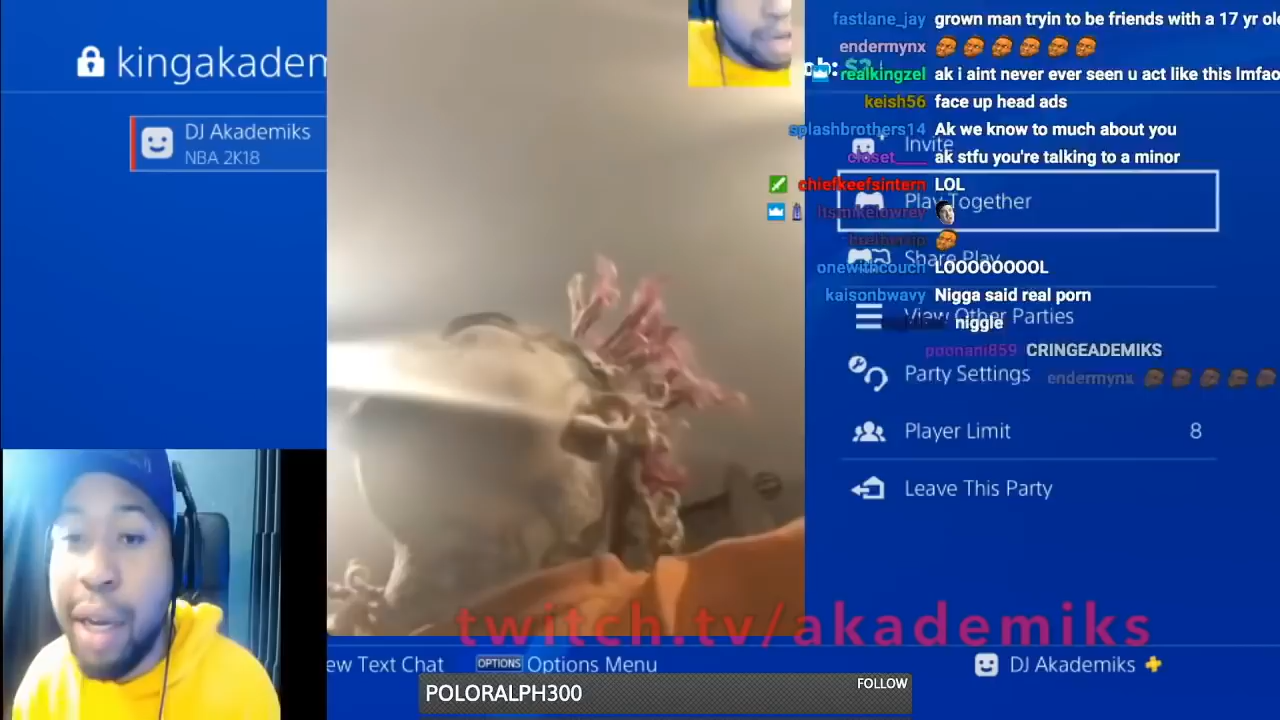 kingakadem
DJ Akademiks
NBA 2K18
fastlane_jay grown man tryin to be friends with a 17 yr old
endermynx
realkingzel ak i aint never ever seen u act like this lmfao
keish56 face up head ads
splashbrothers14 Ak we know to much about you
Invite
closet____ ak stfu you're talking to a minor
chiefkeefsintern LOL
Play Together
itsmikelowrey
Share Play
onewithcouch LOOOOOOOOL
kaisonbwavy Nigga said real porn
View Other Parties
niggle
poonani859 CRINGEADEMIKS
Party Settings
endermynx
Player Limit 8
Leave This Party
twitch.tv/akademiks
ew Text Chat
OPTIONS Options Menu
DJ Akademiks
POLORALPH300
FOLLOW